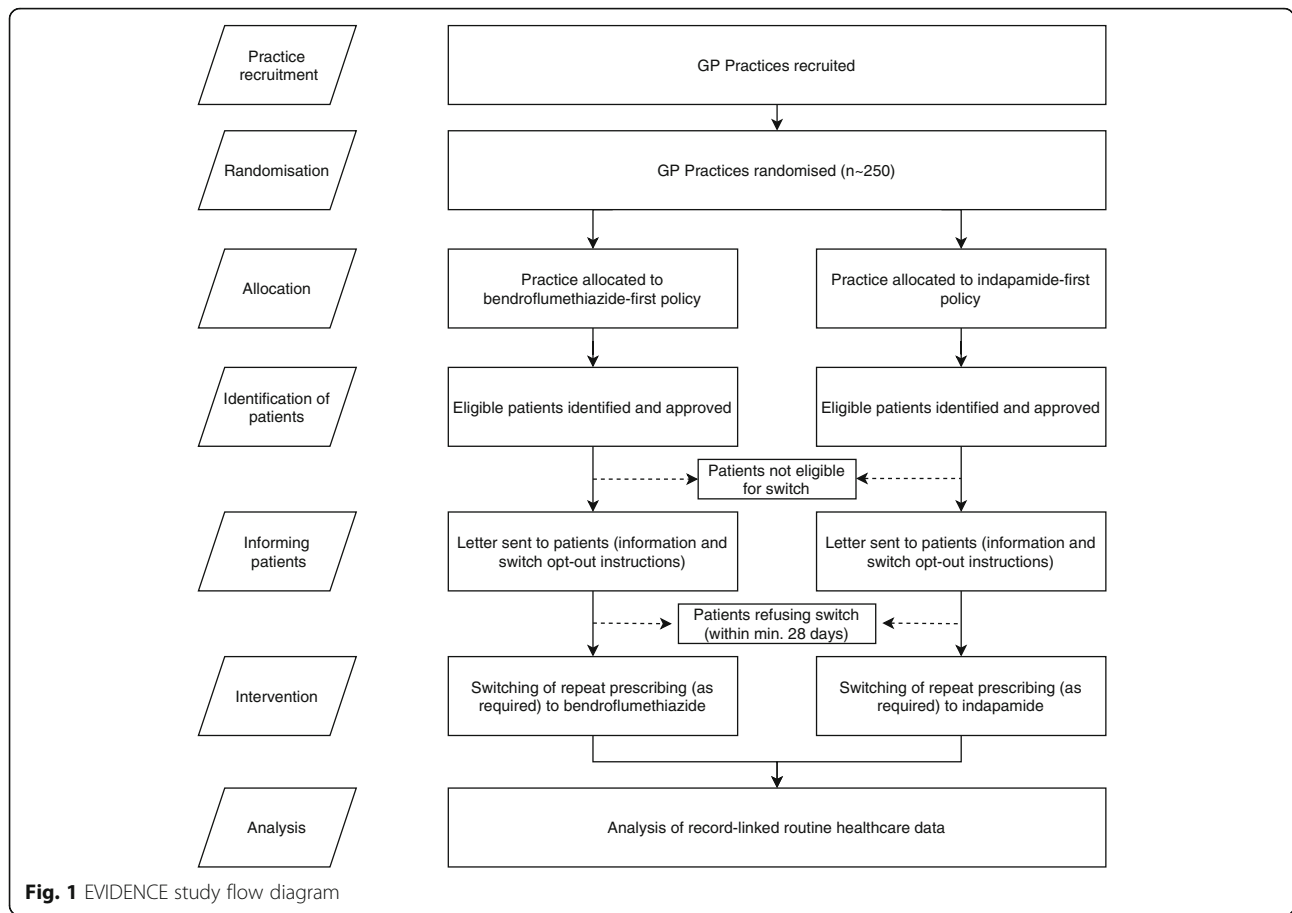 Practice
recruitment
GP Practices recruited
Randomisation
GP Practices randomised (n~250)
Allocation
Practice allocated to
bendroflumethiazide-first policy
Practice allocated to indapamide-first
policy
Identification of
patients
Eligible patients identified and approved
Eligible patients identified and approved
Patients not eligible
for switch
Informing
patients
Letter sent to patients (information and
switch opt-out instructions)
Letter sent to patients (information and
switch opt-out instructions)
Patients refusing switch
(within min. 28 days)
Intervention
Switching of repeat prescribing (as
required) to bendroflumethiazide
Switching of repeat prescribing (as
required) to indapamide
Analysis
Analysis of record-linked routine healthcare data
Fig. 1 EVIDENCE study flow diagram